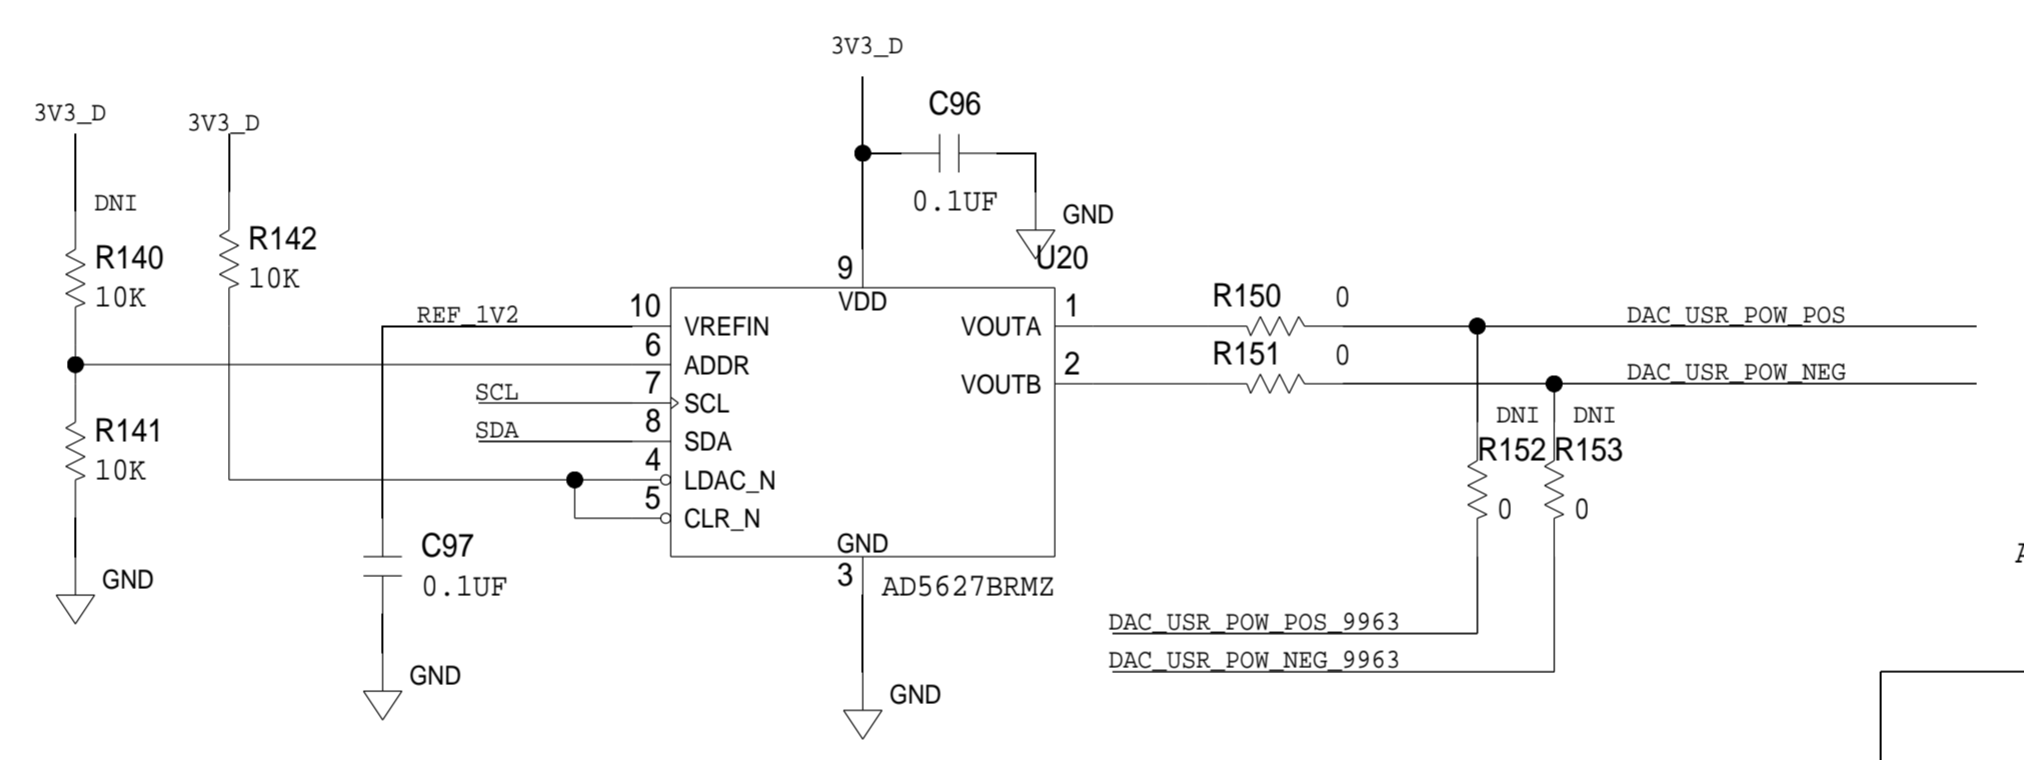 3V3_D
C96
0.1UF
GND
3V3_D
3V3_D
DNI
R140
10K
R142
10K
R141
10K
GND
REF_1V2
C97
0.1UF
GND
SCL
SDA
U20
9
VDD
10 VREFIN
6 ADDR
7 SCL
8 SDA
4 LDAC_N
5 CLR_N
VOUTA 1
VOUTB 2
GND
3
AD5627BRMZ
GND
R150 0
DAC_USR_POW_POS
R151 0
DAC_USR_POW_NEG
DNI DNI
R152 R153
0 0
DAC_USR_POW_POS_9963
DAC_USR_POW_NEG_9963